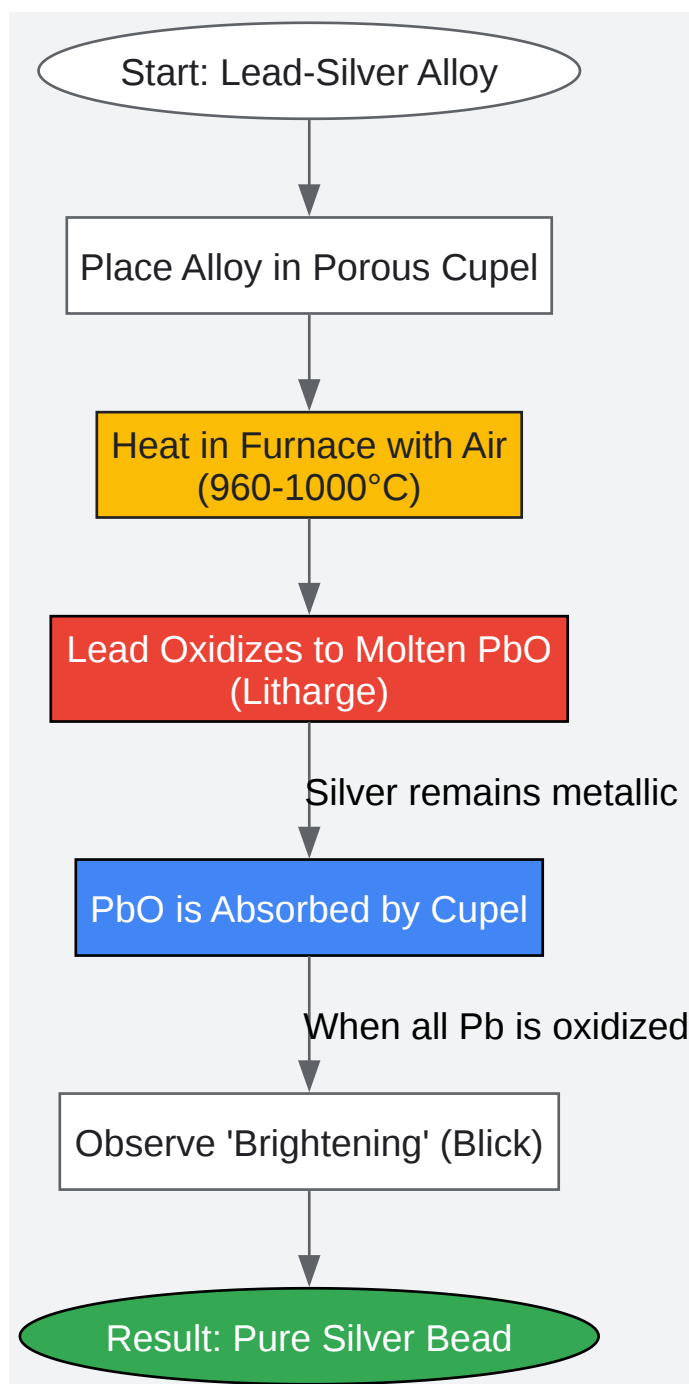 Start: Lead-Silver Alloy
Place Alloy in Porous Cupel
Heat in Furnace with Air
(960-1000°C)
Lead Oxidizes to Molten PbO
(Litharge)
Silver remains metallic
PbO is Absorbed by Cupel
When all Pb is oxidized
Observe 'Brightening' (Blick)
Result: Pure Silver Bead